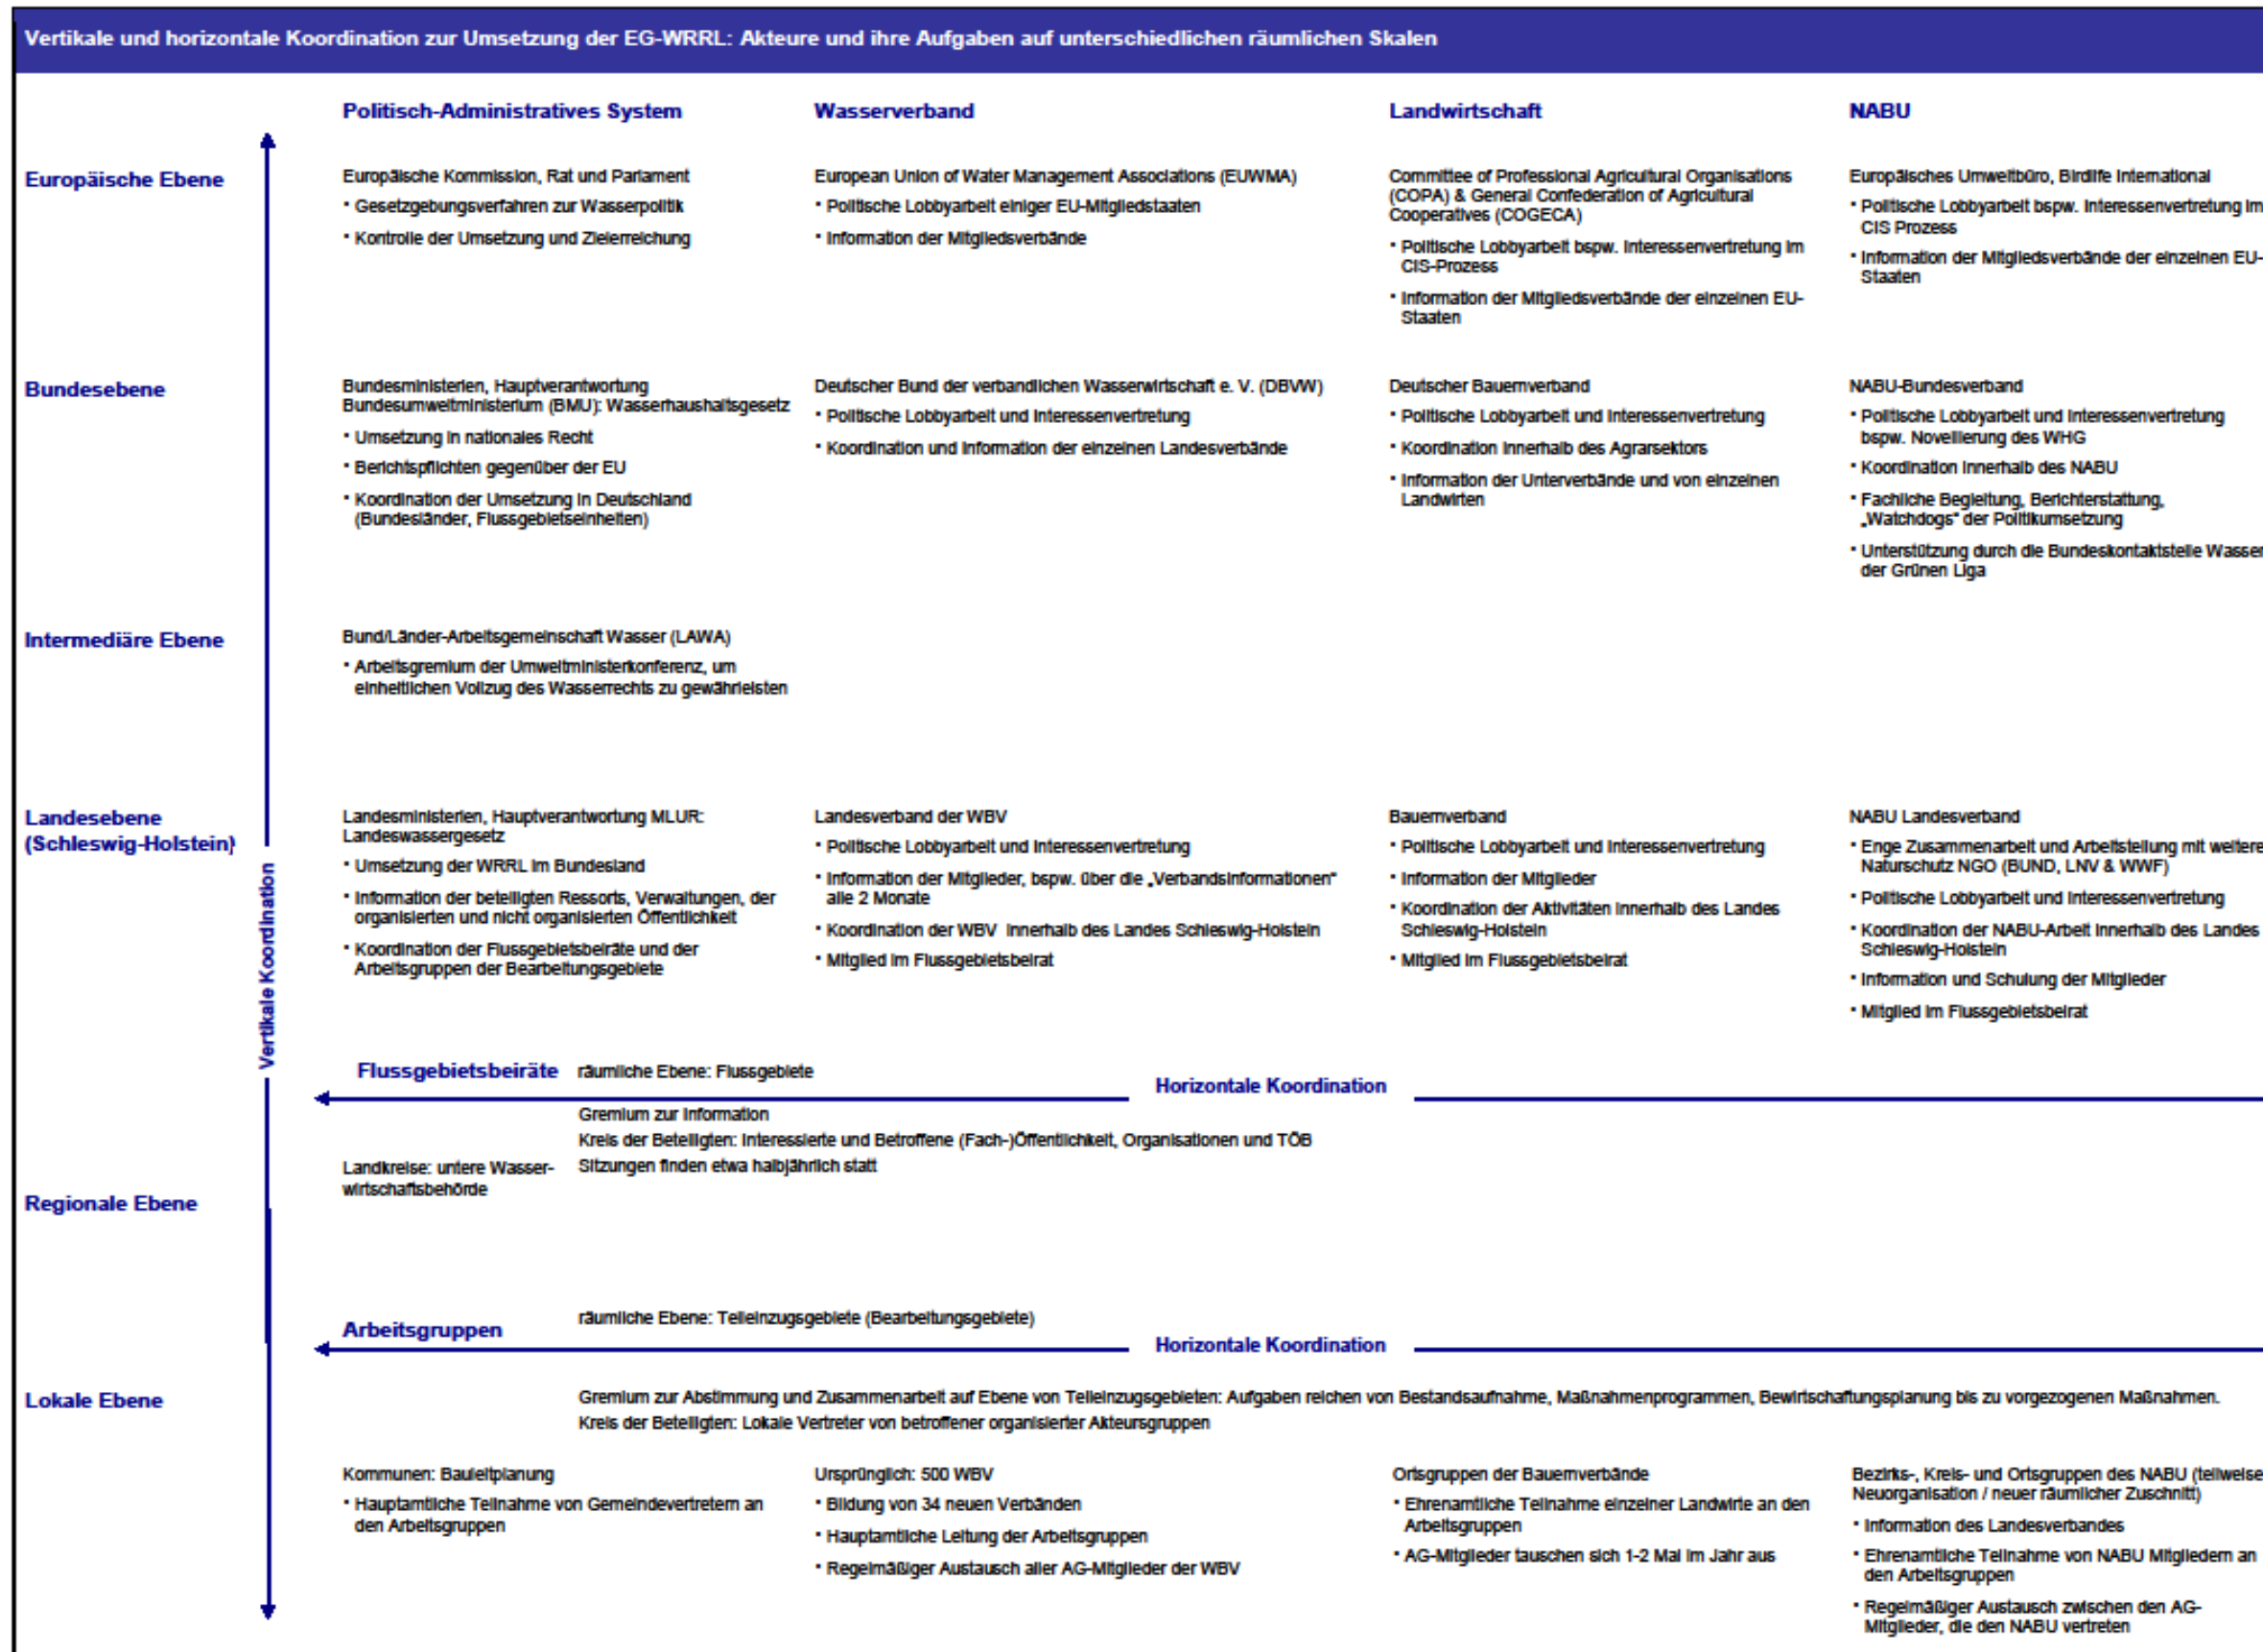 Vertikale und horizontale Koordination zur Umsetzung der EG-WRRL: Akteure und ihre Aufgaben auf unterschiedlichen räumlichen Skalen
Politisch-Administratives System
Wasserverband
Landwirtschaft
NABU
Europäische Ebene
Europäische Kommission, Rat und Parlament
• Gesetzgebungsverfahren zur Wasserpolitik
• Kontrolle der Umsetzung und Zielerreichung
European Union of Water Management Associations (EUWMA)
• Politische Lobbyarbeit einiger EU-Mitgliedstaaten
• Information der Mitgliedsverbände
Committee of Professional Agricultural Organisations
(COPA) & General Confederation of Agricultural
Cooperatives (COGECA)
• Politische Lobbyarbeit bspw. Interessenvertretung im
CIS-Prozess
• Information der Mitgliedsverbände der einzelnen EU-
Staaten
Europäisches Umweltbüro, Birdlife International
• Politische Lobbyarbeit bspw. Interessenvertretung im
CIS Prozess
• Information der Mitgliedsverbände der einzelnen EU-
Staaten
Bundesebene
Bundesministerien, Hauptverantwortung
Bundesumweltministerium (BMU): Wasserhaushaltsgesetz
• Umsetzung in nationales Recht
• Berichtspflichten gegenüber der EU
• Koordination der Umsetzung in Deutschland
(Bundesländer, Flussgebietseinheiten)
Deutscher Bund der verbandlichen Wasserwirtschaft e. V. (DBVW)
• Politische Lobbyarbeit und Interessenvertretung
• Koordination und Information der einzelnen Landesverbände
Deutscher Bauernverband
• Politische Lobbyarbeit und Interessenvertretung
• Koordination innerhalb des Agrarsektors
• Information der Unterverbände und von einzelnen
Landwirten
NABU-Bundesverband
• Politische Lobbyarbeit und Interessenvertretung
bspw. Novellierung des WHG
• Koordination innerhalb des NABU
• Fachliche Begleitung, Berichterstattung,
„Watchdogs“ der Politikumsetzung
• Unterstützung durch die Bundeskontaktstelle Wasser
der Grünen Liga
Intermediäre Ebene
Bund/Länder-Arbeitsgemeinschaft Wasser (LAWA)
• Arbeitsgremium der Umweltministerkonferenz, um
einheitlichen Vollzug des Wasserrechts zu gewährleisten
Landesebene
(Schleswig-Holstein)
Landesministerien, Hauptverantwortung MLUR:
Landeswassergesetz
• Umsetzung der WRRL im Bundesland
• Information der beteiligten Ressorts, Verwaltungen, der
organisierten und nicht organisierten Öffentlichkeit
• Koordination der Flussgebietsbeiräte und der
Arbeitsgruppen der Bearbeitungsgebiete
Landesverband der WBV
• Politische Lobbyarbeit und Interessenvertretung
• Information der Mitglieder, bspw. über die „Verbandsinformationen“
alle 2 Monate
• Koordination der WBV innerhalb des Landes Schleswig-Holstein
• Mitglied im Flussgebietsbeirat
Bauernverband
• Politische Lobbyarbeit und Interessenvertretung
• Information der Mitglieder
• Koordination der Aktivitäten innerhalb des Landes
Schleswig-Holstein
• Mitglied im Flussgebietsbeirat
NABU Landesverband
• Enge Zusammenarbeit und Arbeitsteilung mit weitere
Naturschutz NGO (BUND, LNV & WWF)
• Politische Lobbyarbeit und Interessenvertretung
• Koordination der NABU-Arbeit innerhalb des Landes
Schleswig-Holstein
• Information und Schulung der Mitglieder
• Mitglied im Flussgebietsbeirat
Vertikale Koordination
Flussgebietsbeiräte
räumliche Ebene: Flussgebiete
Horizontale Koordination
Gremium zur Information
Kreis der Beteiligten: Interessierte und Betroffene (Fach-)Öffentlichkeit, Organisationen und TÖB
Sitzungen finden etwa halbjährlich statt
Landkreise: untere Wasser-
wirtschaftsbehörde
Regionale Ebene
Arbeitsgruppen
räumliche Ebene: Teileinzugsgebiete (Bearbeitungsgebiete)
Horizontale Koordination
Lokale Ebene
Gremium zur Abstimmung und Zusammenarbeit auf Ebene von Teileinzugsgebieten: Aufgaben reichen von Bestandsaufnahme, Maßnahmenprogrammen, Bewirtschaftungsplanung bis zu vorgezogenen Maßnahmen.
Kreis der Beteiligten: Lokale Vertreter von betroffener organisierter Akteursgruppen
Kommunen: Bauleitplanung
• Hauptamtliche Teilnahme von Gemeindevertretern an
den Arbeitsgruppen
Ursprünglich: 500 WBV
• Bildung von 34 neuen Verbänden
• Hauptamtliche Leitung der Arbeitsgruppen
• Regelmäßiger Austausch aller AG-Mitglieder der WBV
Ortsgruppen der Bauernverbände
• Ehrenamtliche Teilnahme einzelner Landwirte an den
Arbeitsgruppen
• AG-Mitglieder tauschen sich 1-2 Mal im Jahr aus
Bezirks-, Kreis- und Ortsgruppen des NABU (teilweise
Neuorganisation / neuer räumlicher Zuschnitt)
• Information des Landesverbandes
• Ehrenamtliche Teilnahme von NABU Mitgliedern an
den Arbeitsgruppen
• Regelmäßiger Austausch zwischen den AG-
Mitglieder, die den NABU vertreten